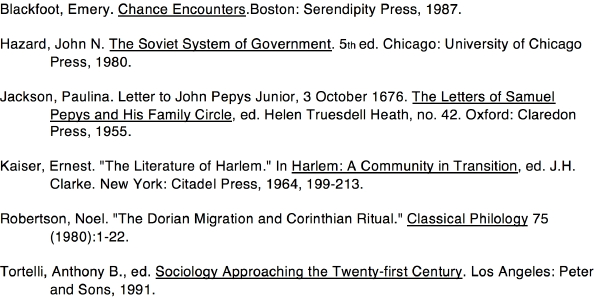 Blackfoot, Emery. Chance Encounters.Boston: Serendipity Press, 1987.
Hazard, John N. The Soviet System of Government. 5th ed. Chicago: University of Chicago
Press, 1980.
Jackson, Paulina. Letter to John Pepys Junior, 3 October 1676. The Letters of Samuel
Pepys and His Family Circle, ed. Helen Truesdell Heath, no. 42. Oxford: Claredon
Press, 1955.
Kaiser, Ernest. "The Literature of Harlem." In Harlem: A Community in Transition, ed. J.H.
Clarke. New York: Citadel Press, 1964, 199-213.
Robertson, Noel. "The Dorian Migration and Corinthian Ritual." Classical Philology 75
(1980):1-22.
Tortelli, Anthony B., ed. Sociology Approaching the Twenty-first Century. Los Angeles: Peter
and Sons, 1991.